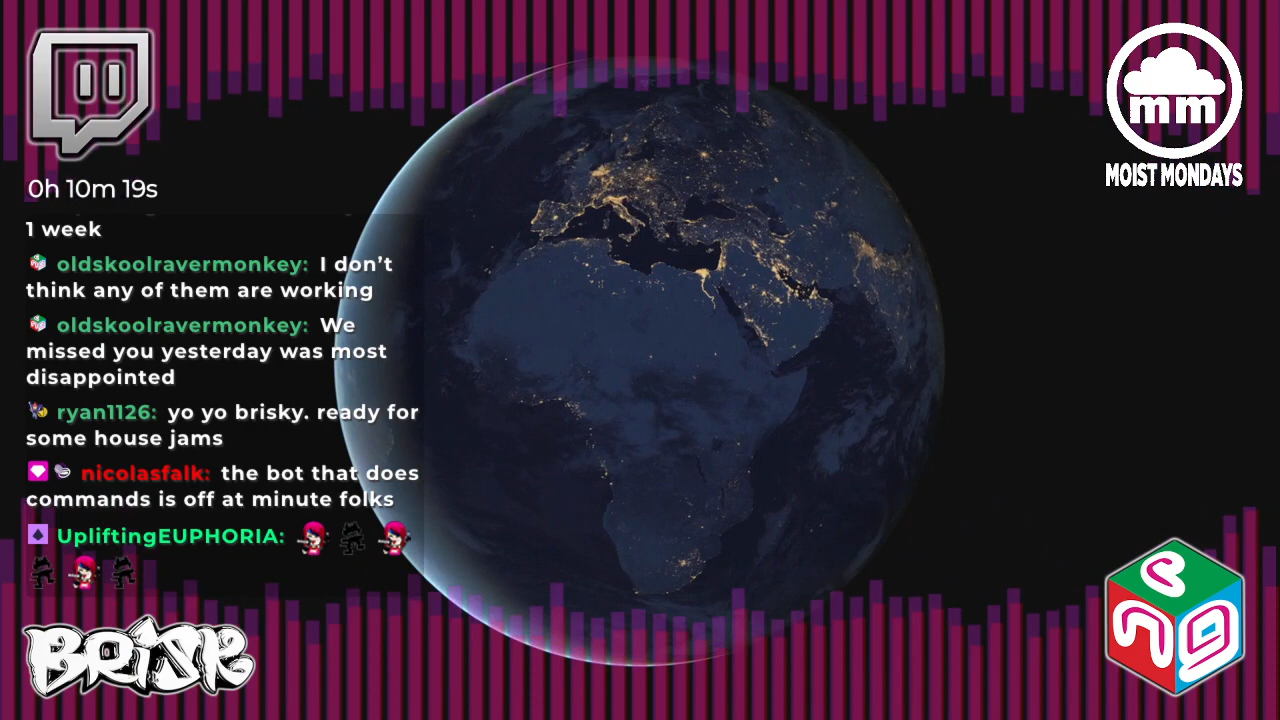 mm
MOIST MONDAYS
0h 10m 19s
1 week
oldskoolravermonkey: I don't
think any of them are working
oldskoolravermonkey: We
missed you yesterday was most
disappointed
ryan1126: yo yo brisky. ready for
some house jams
nicolasfalk: the bot that does
commands is off at minute folks
UpliftingEUPHORIA:
BRISK
eng